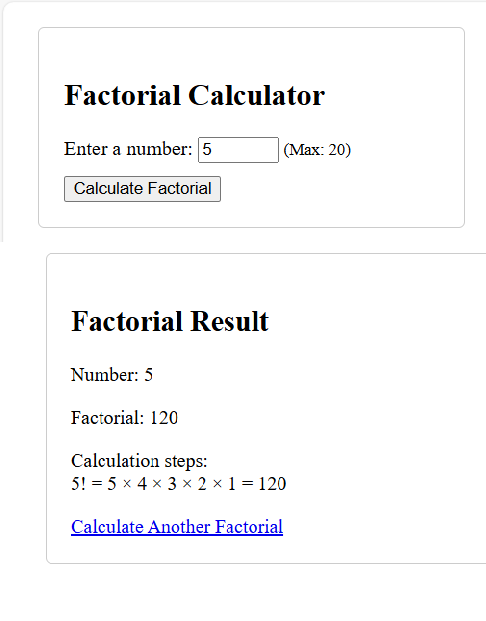 Factorial Calculator
Enter a number: 5 (Max: 20)
Calculate Factorial
Factorial Result
Number: 5
Factorial: 120
Calculation steps:
5! = 5 × 4 × 3 × 2 × 1 = 120
Calculate Another Factorial